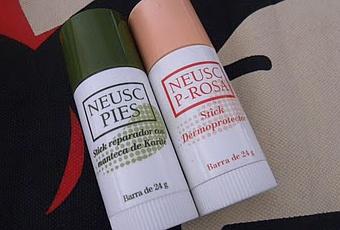 NEUSC
PIES
Stick reparador con
manteca de Karité
Barra de 24 g
NEUSC
P-ROSA
Stick
Dermoprotector
Barra de 24 g